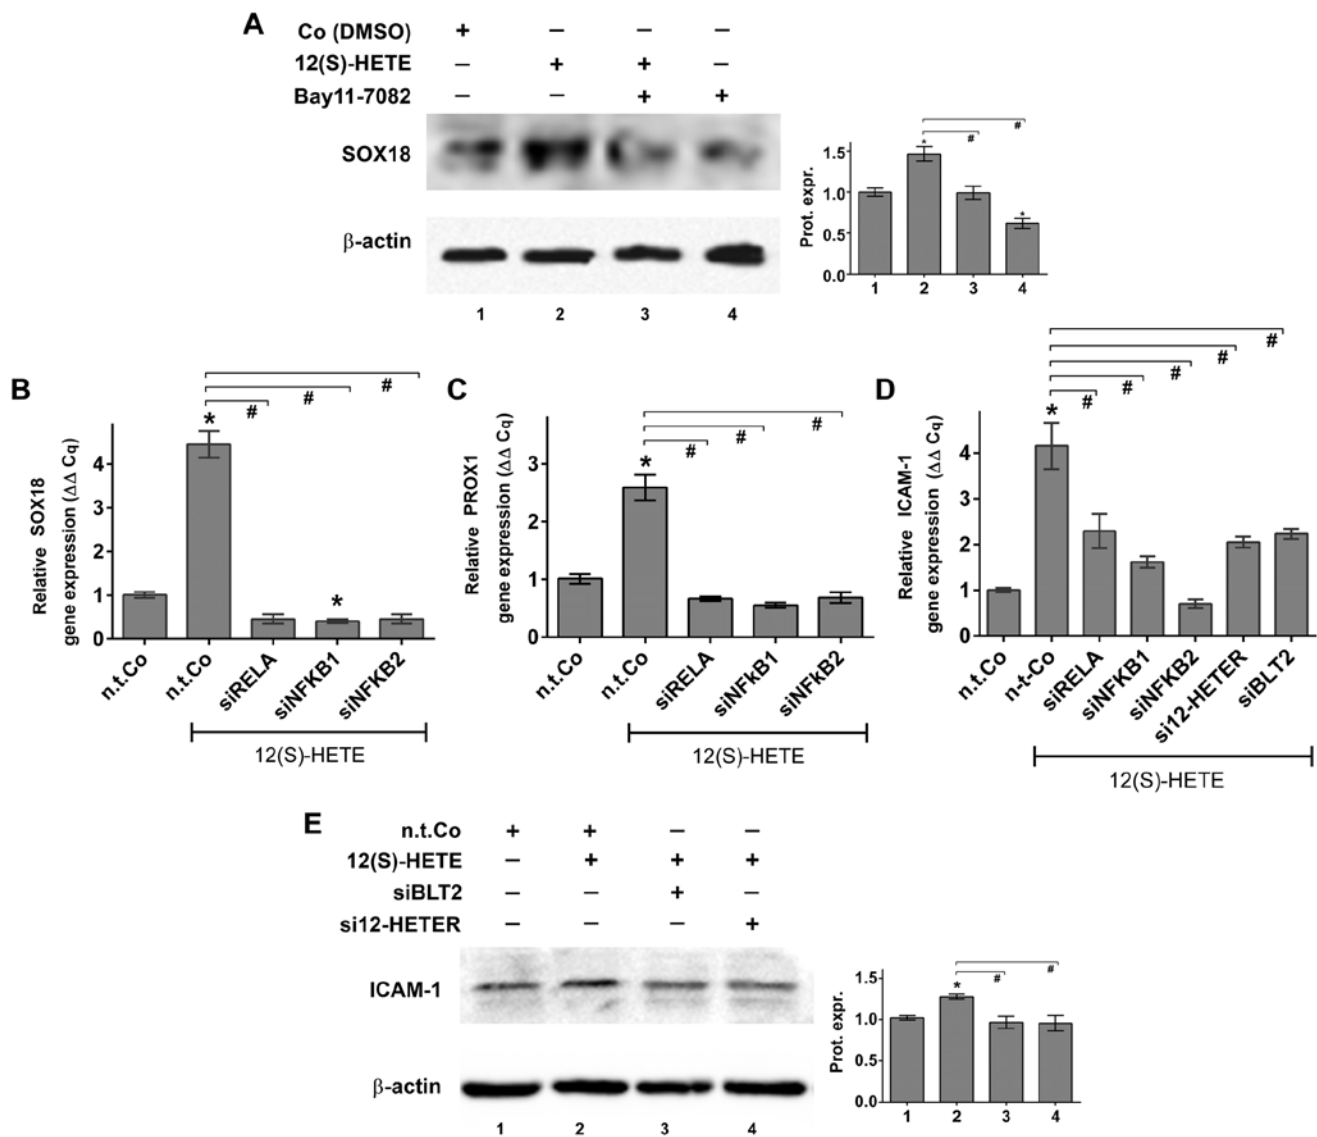 A
Co (DMSO) + – – –
12(S)-HETE – + + –
Bay11-7082 – – + +
SOX18
β-actin
1 2 3 4
Prot. expr.
1.5
1.0
0.5
0.0
* # # *
1 2 3 4
B
Relative SOX18
gene expression (ΔΔ Cq)
4
3
2
1
0
* # # # *
n.t.Co n.t.Co siRELA siNFKB1 siNFKB2
12(S)-HETE
C
Relative PROX1
gene expression (ΔΔ Cq)
3
2
1
0
* # # #
n.t.Co n.t.Co siRELA siNFkB1 siNFkB2
12(S)-HETE
D
Relative ICAM-1
gene expression (ΔΔ Cq)
4
3
2
1
0
* # # # # #
n.t.Co n-t-Co siRELA siNFKB1 siNFKB2 si12-HETER siBLT2
12(S)-HETE
E
n.t.Co + + – –
12(S)-HETE – + + +
siBLT2 – – + –
si12-HETER – – – +
ICAM-1
β-actin
1 2 3 4
Prot. expr.
1.5
1.0
0.5
0.0
* # #
1 2 3 4